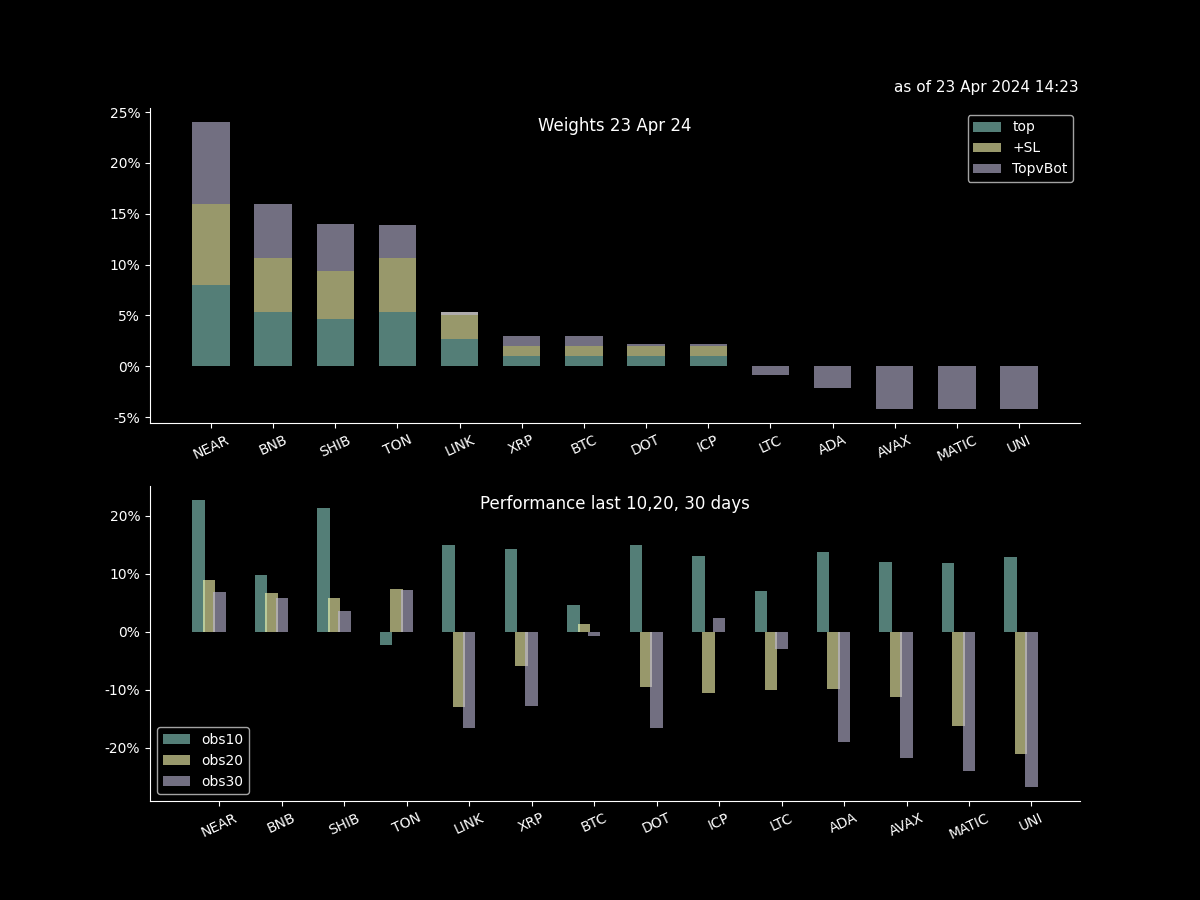 as of 23 Apr 2024 14:23
Weights 23 Apr 24
top
+SL
TopvBot
25%
20%
15%
10%
5%
0%
-5%
NEAR BNB SHIB TON LINK XRP BTC DOT ICP LTC ADA AVAX MATIC UNI
Performance last 10,20, 30 days
20%
10%
0%
-10%
-20%
obs10
obs20
obs30
NEAR BNB SHIB TON LINK XRP BTC DOT ICP LTC ADA AVAX MATIC UNI